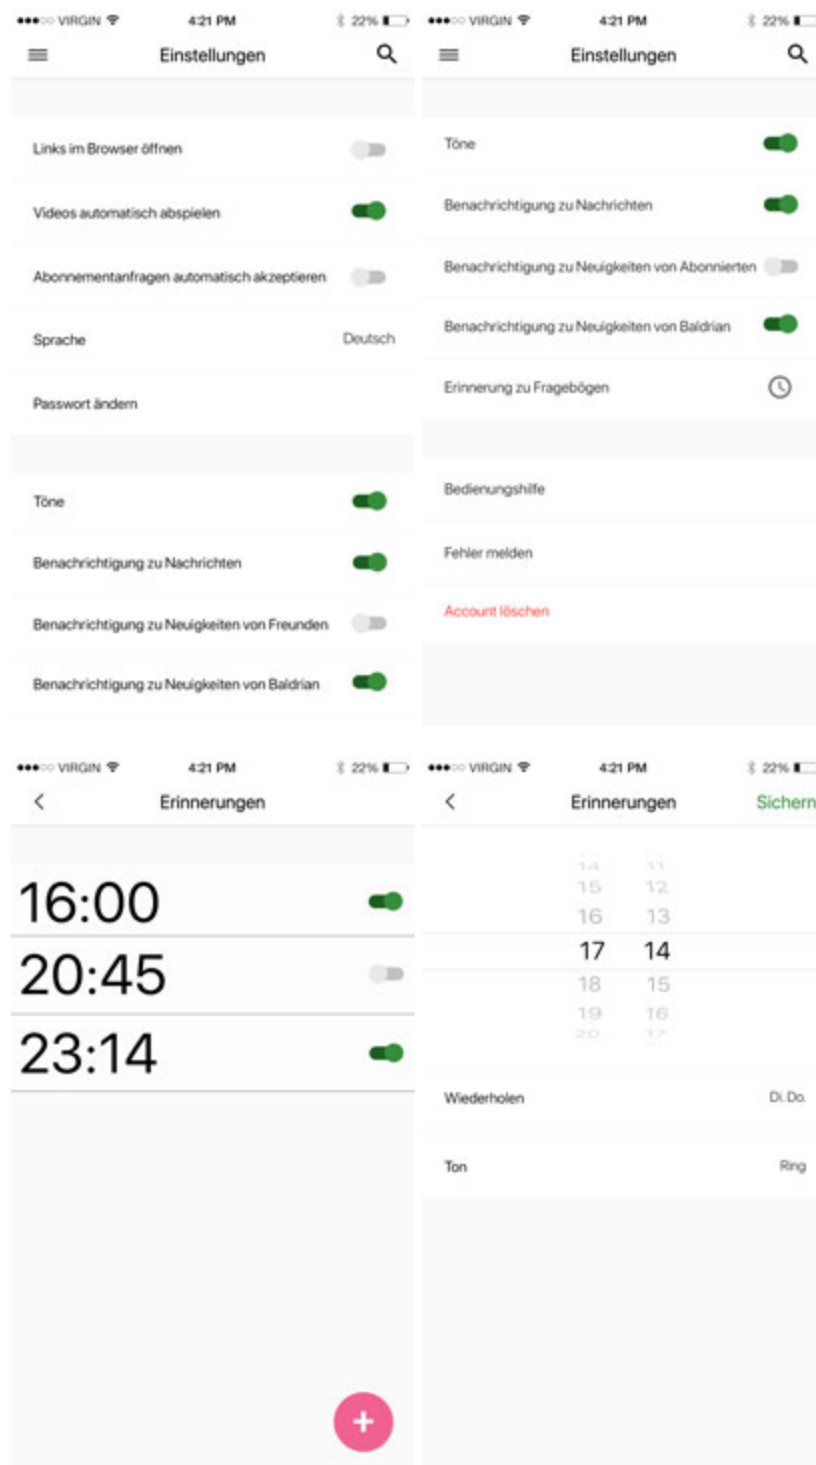 VIRGIN 4:21 PM 22%
Einstellungen
Links im Browser öffnen
Videos automatisch abspielen
Abonnementanfragen automatisch akzeptieren
Sprache Deutsch
Passwort ändern
Töne
Benachrichtigung zu Nachrichten
Benachrichtigung zu Neuigkeiten von Freunden
Benachrichtigung zu Neuigkeiten von Baldrian
VIRGIN 4:21 PM 22%
Einstellungen
Töne
Benachrichtigung zu Nachrichten
Benachrichtigung zu Neuigkeiten von Abonnierten
Benachrichtigung zu Neuigkeiten von Baldrian
Erinnerung zu Fragebögen
Bedienungshilfe
Fehler melden
Account löschen
VIRGIN 4:21 PM 22%
Erinnerungen
16:00
20:45
23:14
+
VIRGIN 4:21 PM 22%
Erinnerungen Sichern
14 11
15 12
16 13
17 14
18 15
19 16
20 17
Wiederholen Di. Do.
Ton Ring